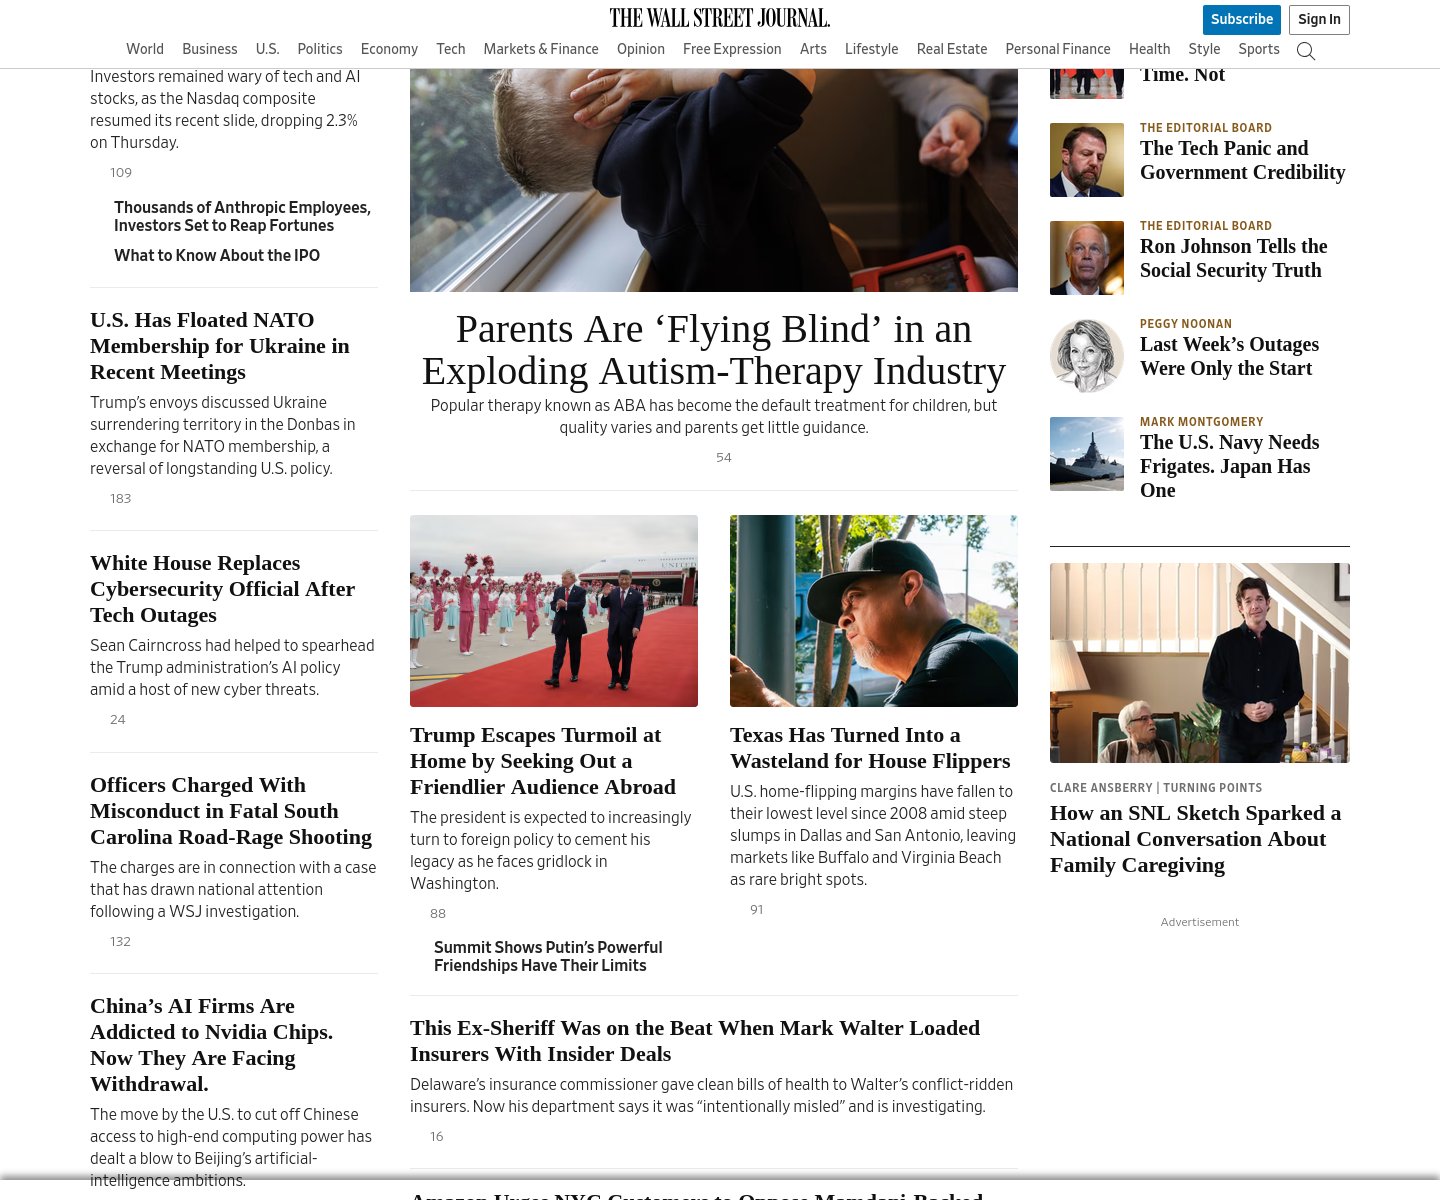 THE WALL STREET JOURNAL.
Subscribe
Sign In
World Business U.S. Politics Economy Tech Markets & Finance Opinion Free Expression Arts Lifestyle Real Estate Personal Finance Health Style Sports
Investors remained wary of tech and AI
stocks, as the Nasdaq composite
resumed its recent slide, dropping 2.3%
on Thursday.
109
Thousands of Anthropic Employees,
Investors Set to Reap Fortunes
What to Know About the IPO
U.S. Has Floated NATO
Membership for Ukraine in
Recent Meetings
Trump’s envoys discussed Ukraine
surrendering territory in the Donbas in
exchange for NATO membership, a
reversal of longstanding U.S. policy.
183
White House Replaces
Cybersecurity Official After
Tech Outages
Sean Cairncross had helped to spearhead
the Trump administration’s AI policy
amid a host of new cyber threats.
24
Officers Charged With
Misconduct in Fatal South
Carolina Road-Rage Shooting
The charges are in connection with a case
that has drawn national attention
following a WSJ investigation.
132
China’s AI Firms Are
Addicted to Nvidia Chips.
Now They Are Facing
Withdrawal.
The move by the U.S. to cut off Chinese
access to high-end computing power has
dealt a blow to Beijing’s artificial-
intelligence ambitions.
Parents Are ‘Flying Blind’ in an
Exploding Autism-Therapy Industry
Popular therapy known as ABA has become the default treatment for children, but
quality varies and parents get little guidance.
54
Trump Escapes Turmoil at
Home by Seeking Out a
Friendlier Audience Abroad
The president is expected to increasingly
turn to foreign policy to cement his
legacy as he faces gridlock in
Washington.
88
Summit Shows Putin’s Powerful
Friendships Have Their Limits
Texas Has Turned Into a
Wasteland for House Flippers
U.S. home-flipping margins have fallen to
their lowest level since 2008 amid steep
slumps in Dallas and San Antonio, leaving
markets like Buffalo and Virginia Beach
as rare bright spots.
91
This Ex-Sheriff Was on the Beat When Mark Walter Loaded
Insurers With Insider Deals
Delaware’s insurance commissioner gave clean bills of health to Walter’s conflict-ridden
insurers. Now his department says it was “intentionally misled” and is investigating.
16
Amazon Urges NYC Customers to Oppose Mamdani-Backed
Time. Not
THE EDITORIAL BOARD
The Tech Panic and
Government Credibility
THE EDITORIAL BOARD
Ron Johnson Tells the
Social Security Truth
PEGGY NOONAN
Last Week’s Outages
Were Only the Start
MARK MONTGOMERY
The U.S. Navy Needs
Frigates. Japan Has
One
CLARE ANSBERRY | TURNING POINTS
How an SNL Sketch Sparked a
National Conversation About
Family Caregiving
Advertisement